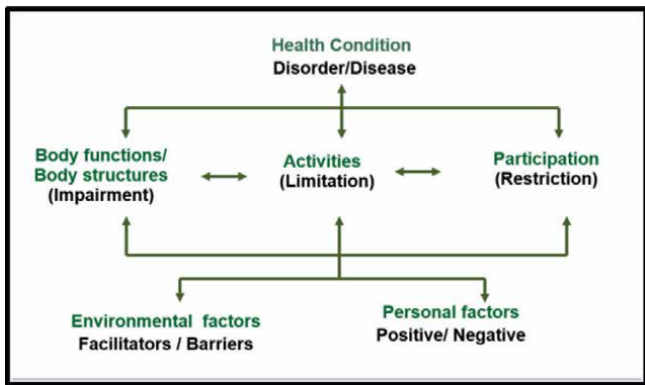 Health Condition
Disorder/Disease
Body functions/
Body structures
(Impairment)
Activities
(Limitation)
Participation
(Restriction)
Environmental factors
Facilitators / Barriers
Personal factors
Positive/ Negative